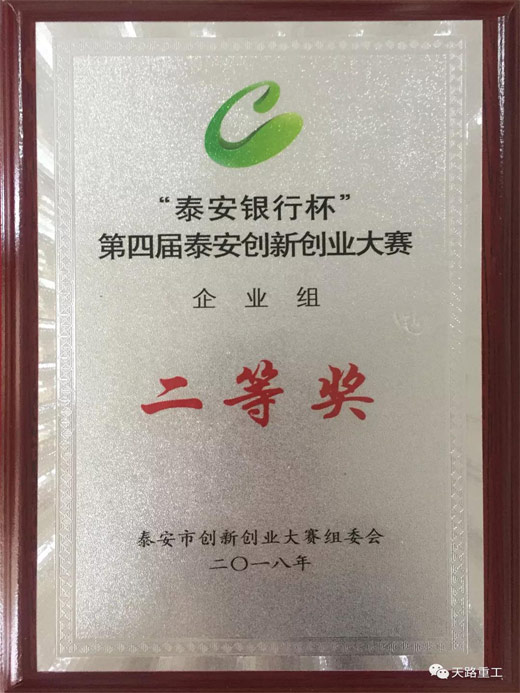 “泰安银行杯”
第四届泰安创新创业大赛
企业组
二等奖
泰安市创新创业大赛组委会
二〇一八年
天路重工